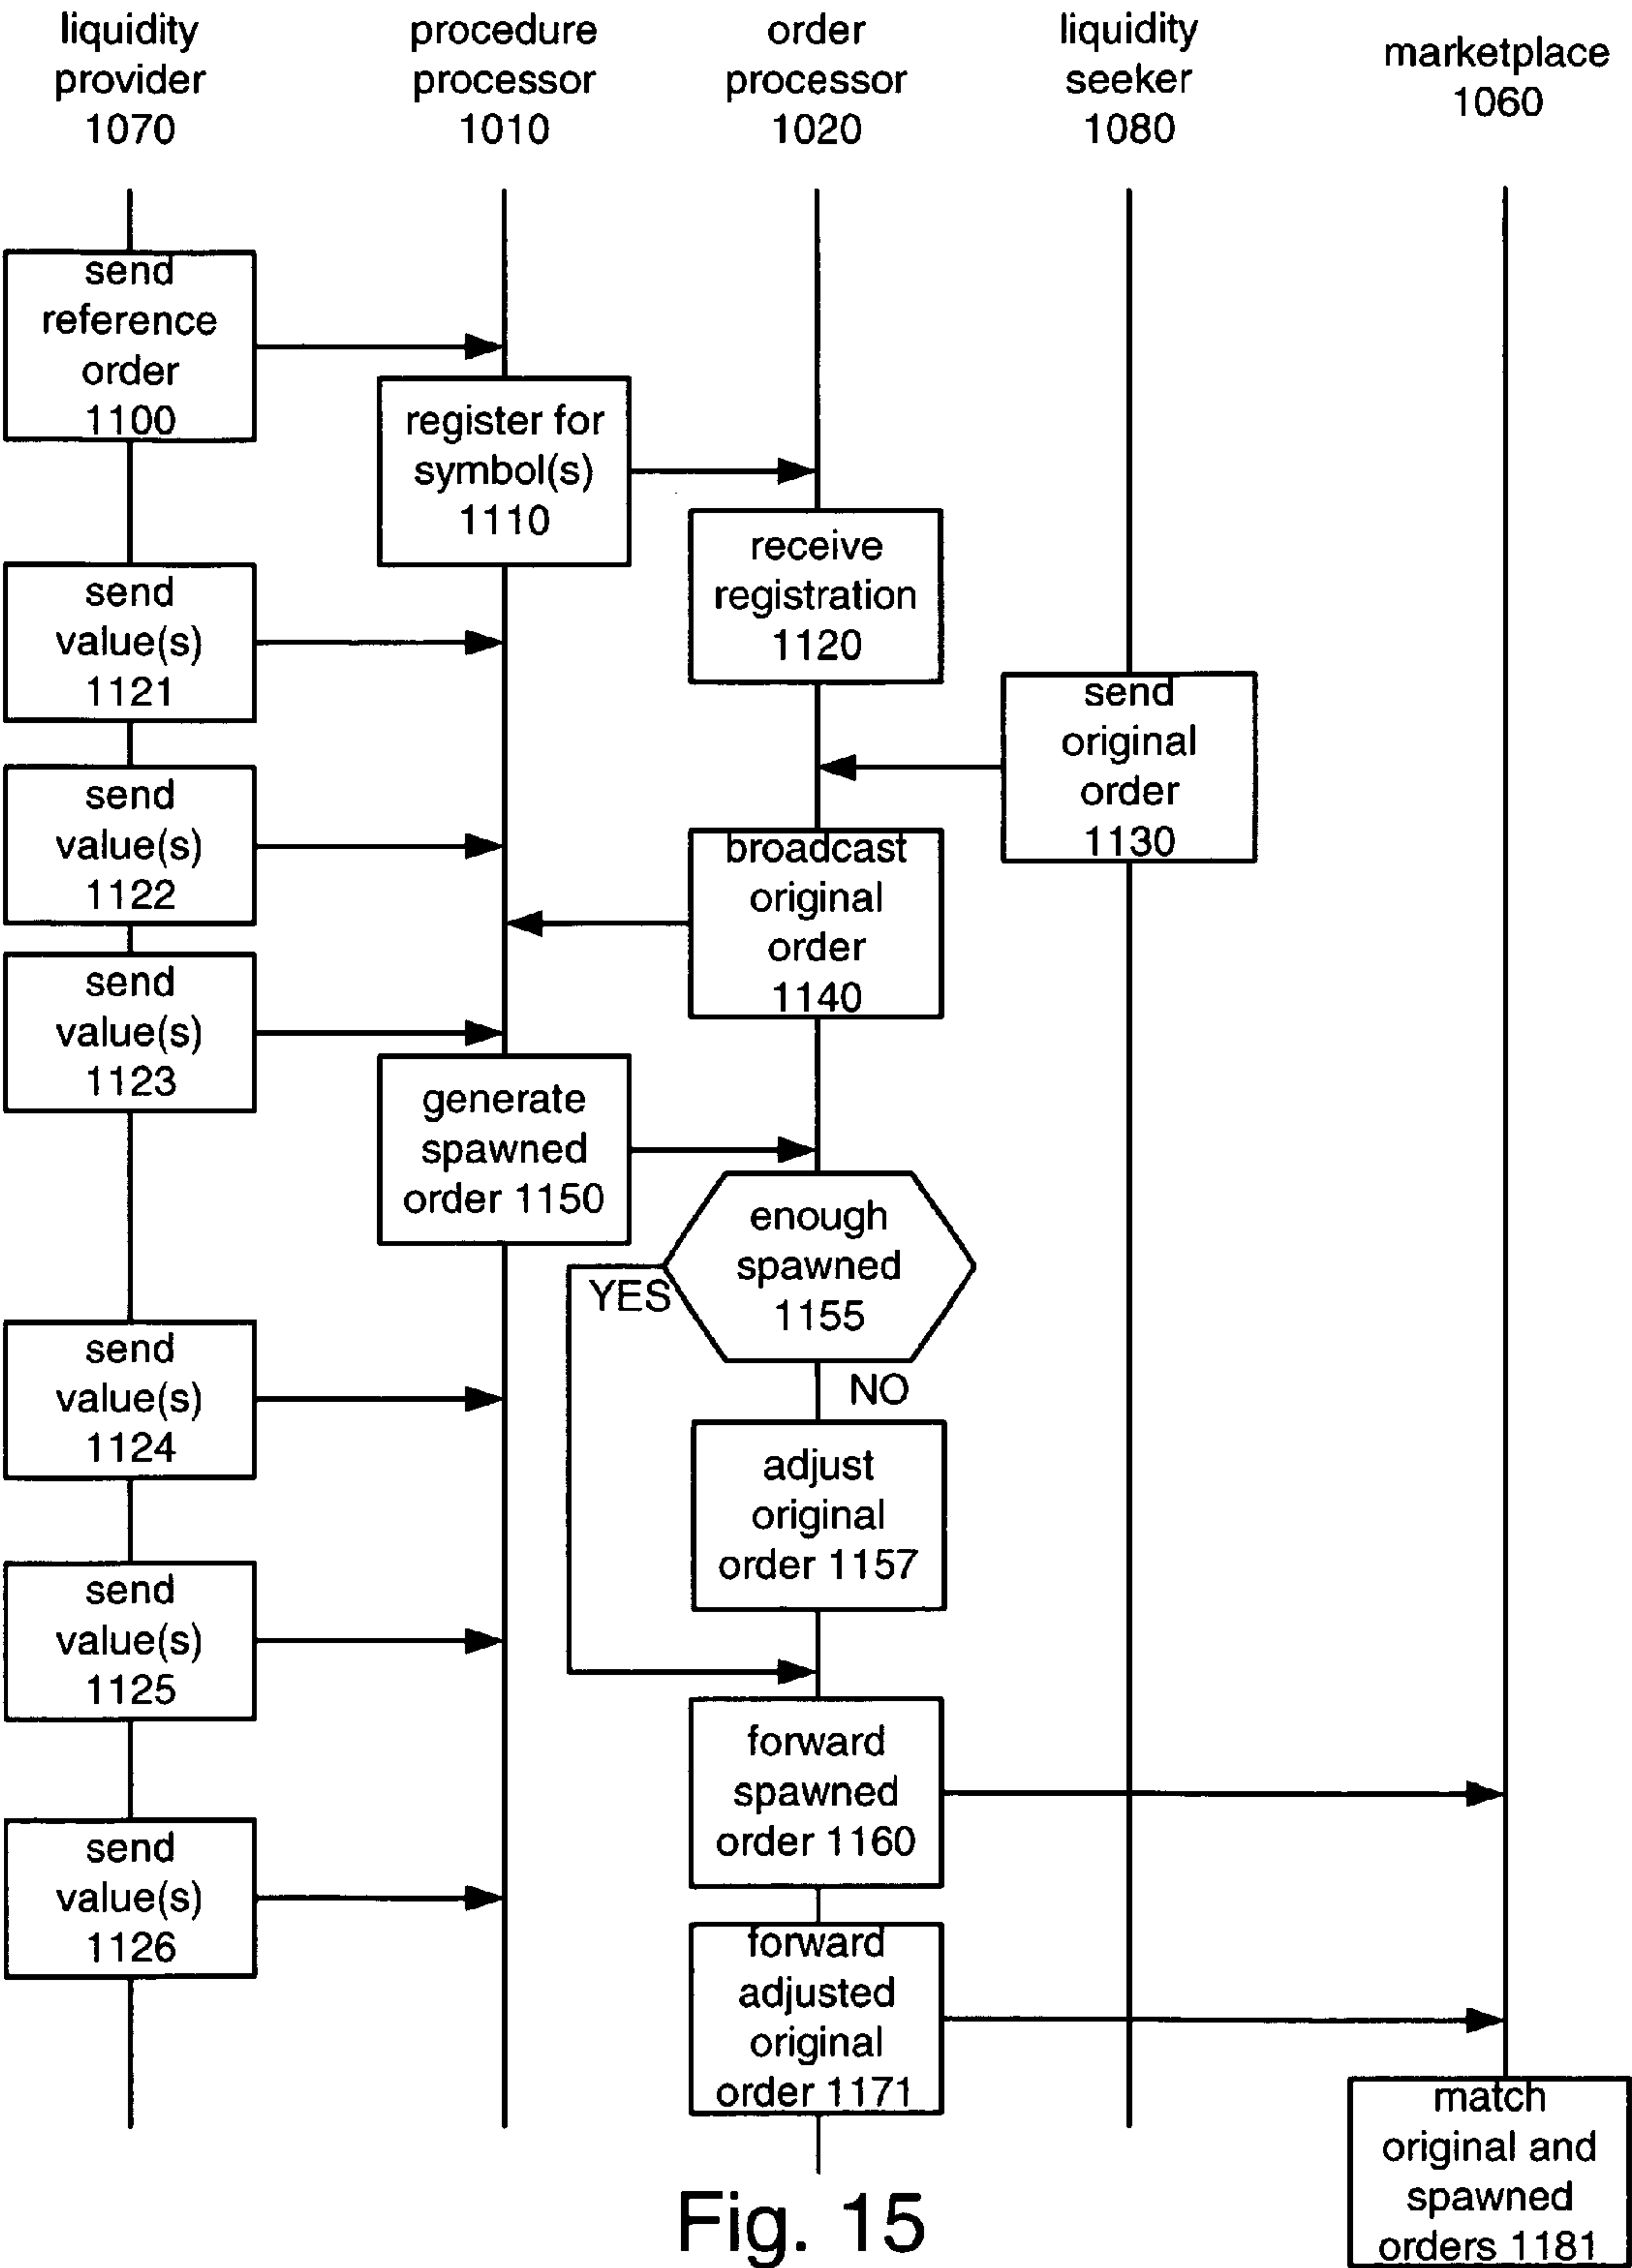 liquidity
provider
1070
procedure
processor
1010
order
processor
1020
liquidity
seeker
1080
marketplace
1060
send
reference
order
1100
register for
symbol(s)
1110
receive
registration
1120
send
value(s)
1121
send
original
order
1130
send
value(s)
1122
broadcast
original
order
1140
send
value(s)
1123
generate
spawned
order 1150
enough
spawned
1155
YES
NO
send
value(s)
1124
adjust
original
order 1157
send
value(s)
1125
forward
spawned
order 1160
send
value(s)
1126
forward
adjusted
original
order 1171
match
original and
spawned
orders 1181
Fig. 15